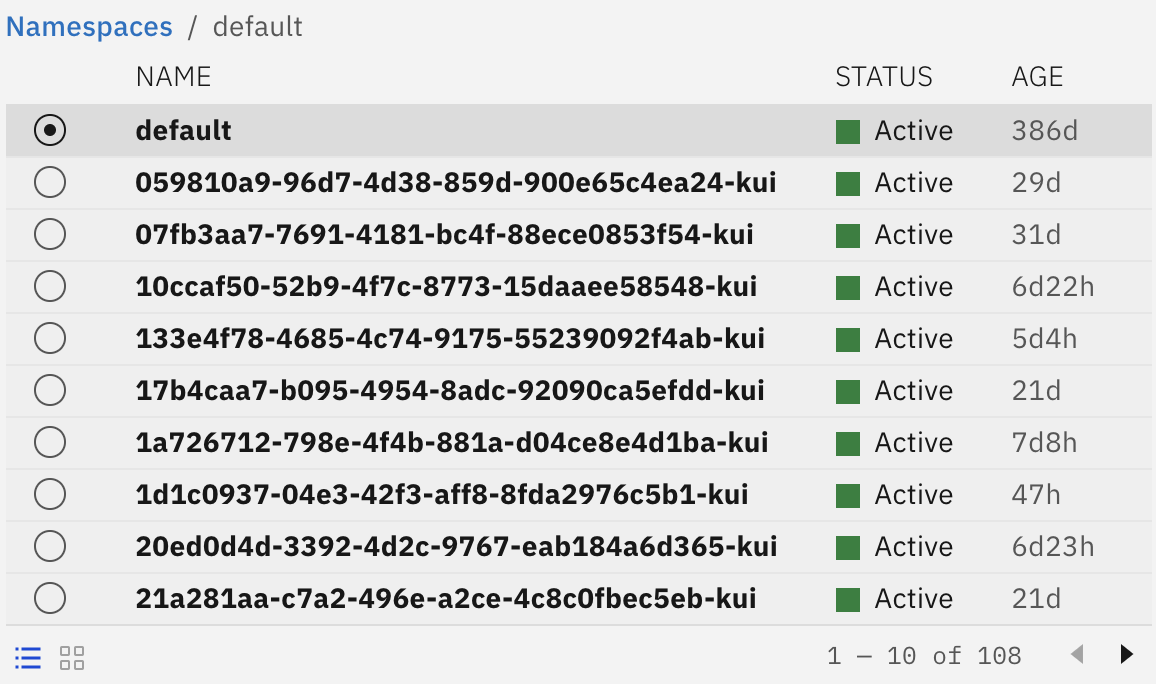 Namespaces / default
NAME STATUS AGE
default Active 386d
059810a9-96d7-4d38-859d-900e65c4ea24-kui Active 29d
07fb3aa7-7691-4181-bc4f-88ece0853f54-kui Active 31d
10ccaf50-52b9-4f7c-8773-15daaee58548-kui Active 6d22h
133e4f78-4685-4c74-9175-55239092f4ab-kui Active 5d4h
17b4caa7-b095-4954-8adc-92090ca5efdd-kui Active 21d
1a726712-798e-4f4b-881a-d04ce8e4d1ba-kui Active 7d8h
1d1c0937-04e3-42f3-aff8-8fda2976c5b1-kui Active 47h
20ed0d4d-3392-4d2c-9767-eab184a6d365-kui Active 6d23h
21a281aa-c7a2-496e-a2ce-4c8c0fbec5eb-kui Active 21d
1 – 10 of 108